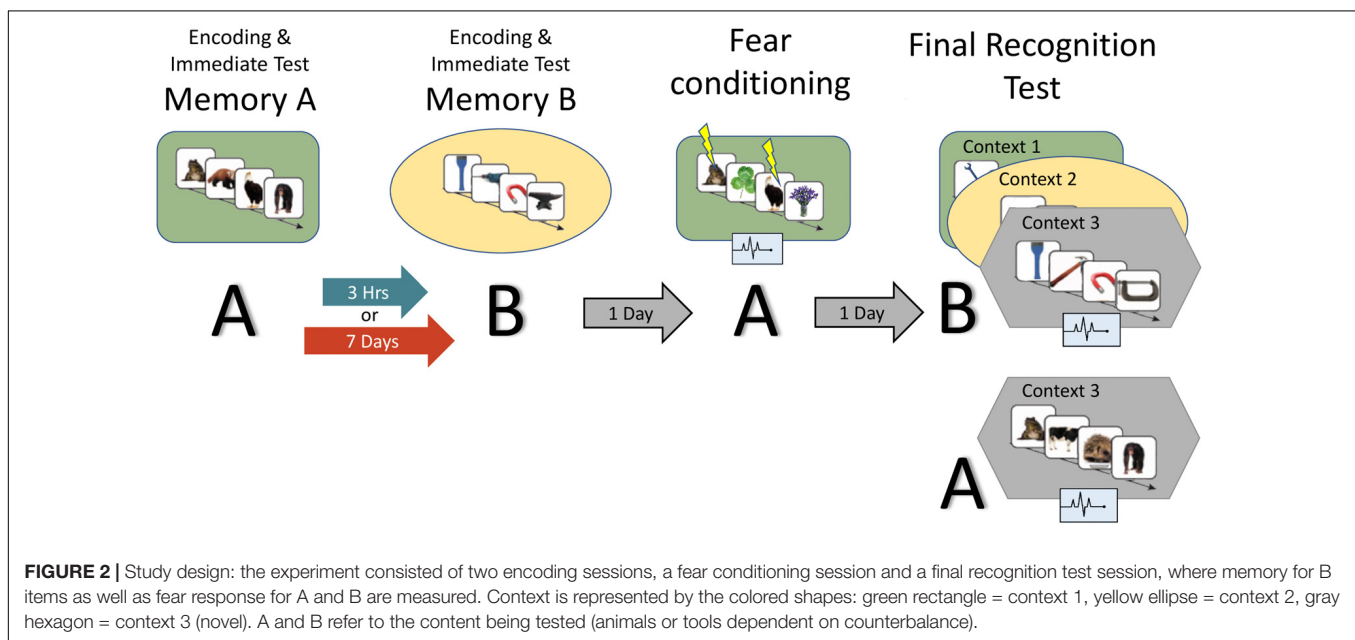 Encoding &
Immediate Test
Memory A
Encoding &
Immediate Test
Memory B
Fear
conditioning
Final Recognition
Test
Context 1
Context 2
Context 3
A
3 Hrs
or
7 Days
B
1 Day
A
1 Day
B
Context 3
A
FIGURE 2 | Study design: the experiment consisted of two encoding sessions, a fear conditioning session and a final recognition test session, where memory for B
items as well as fear response for A and B are measured. Context is represented by the colored shapes: green rectangle = context 1, yellow ellipse = context 2, gray
hexagon = context 3 (novel). A and B refer to the content being tested (animals or tools dependent on counterbalance).